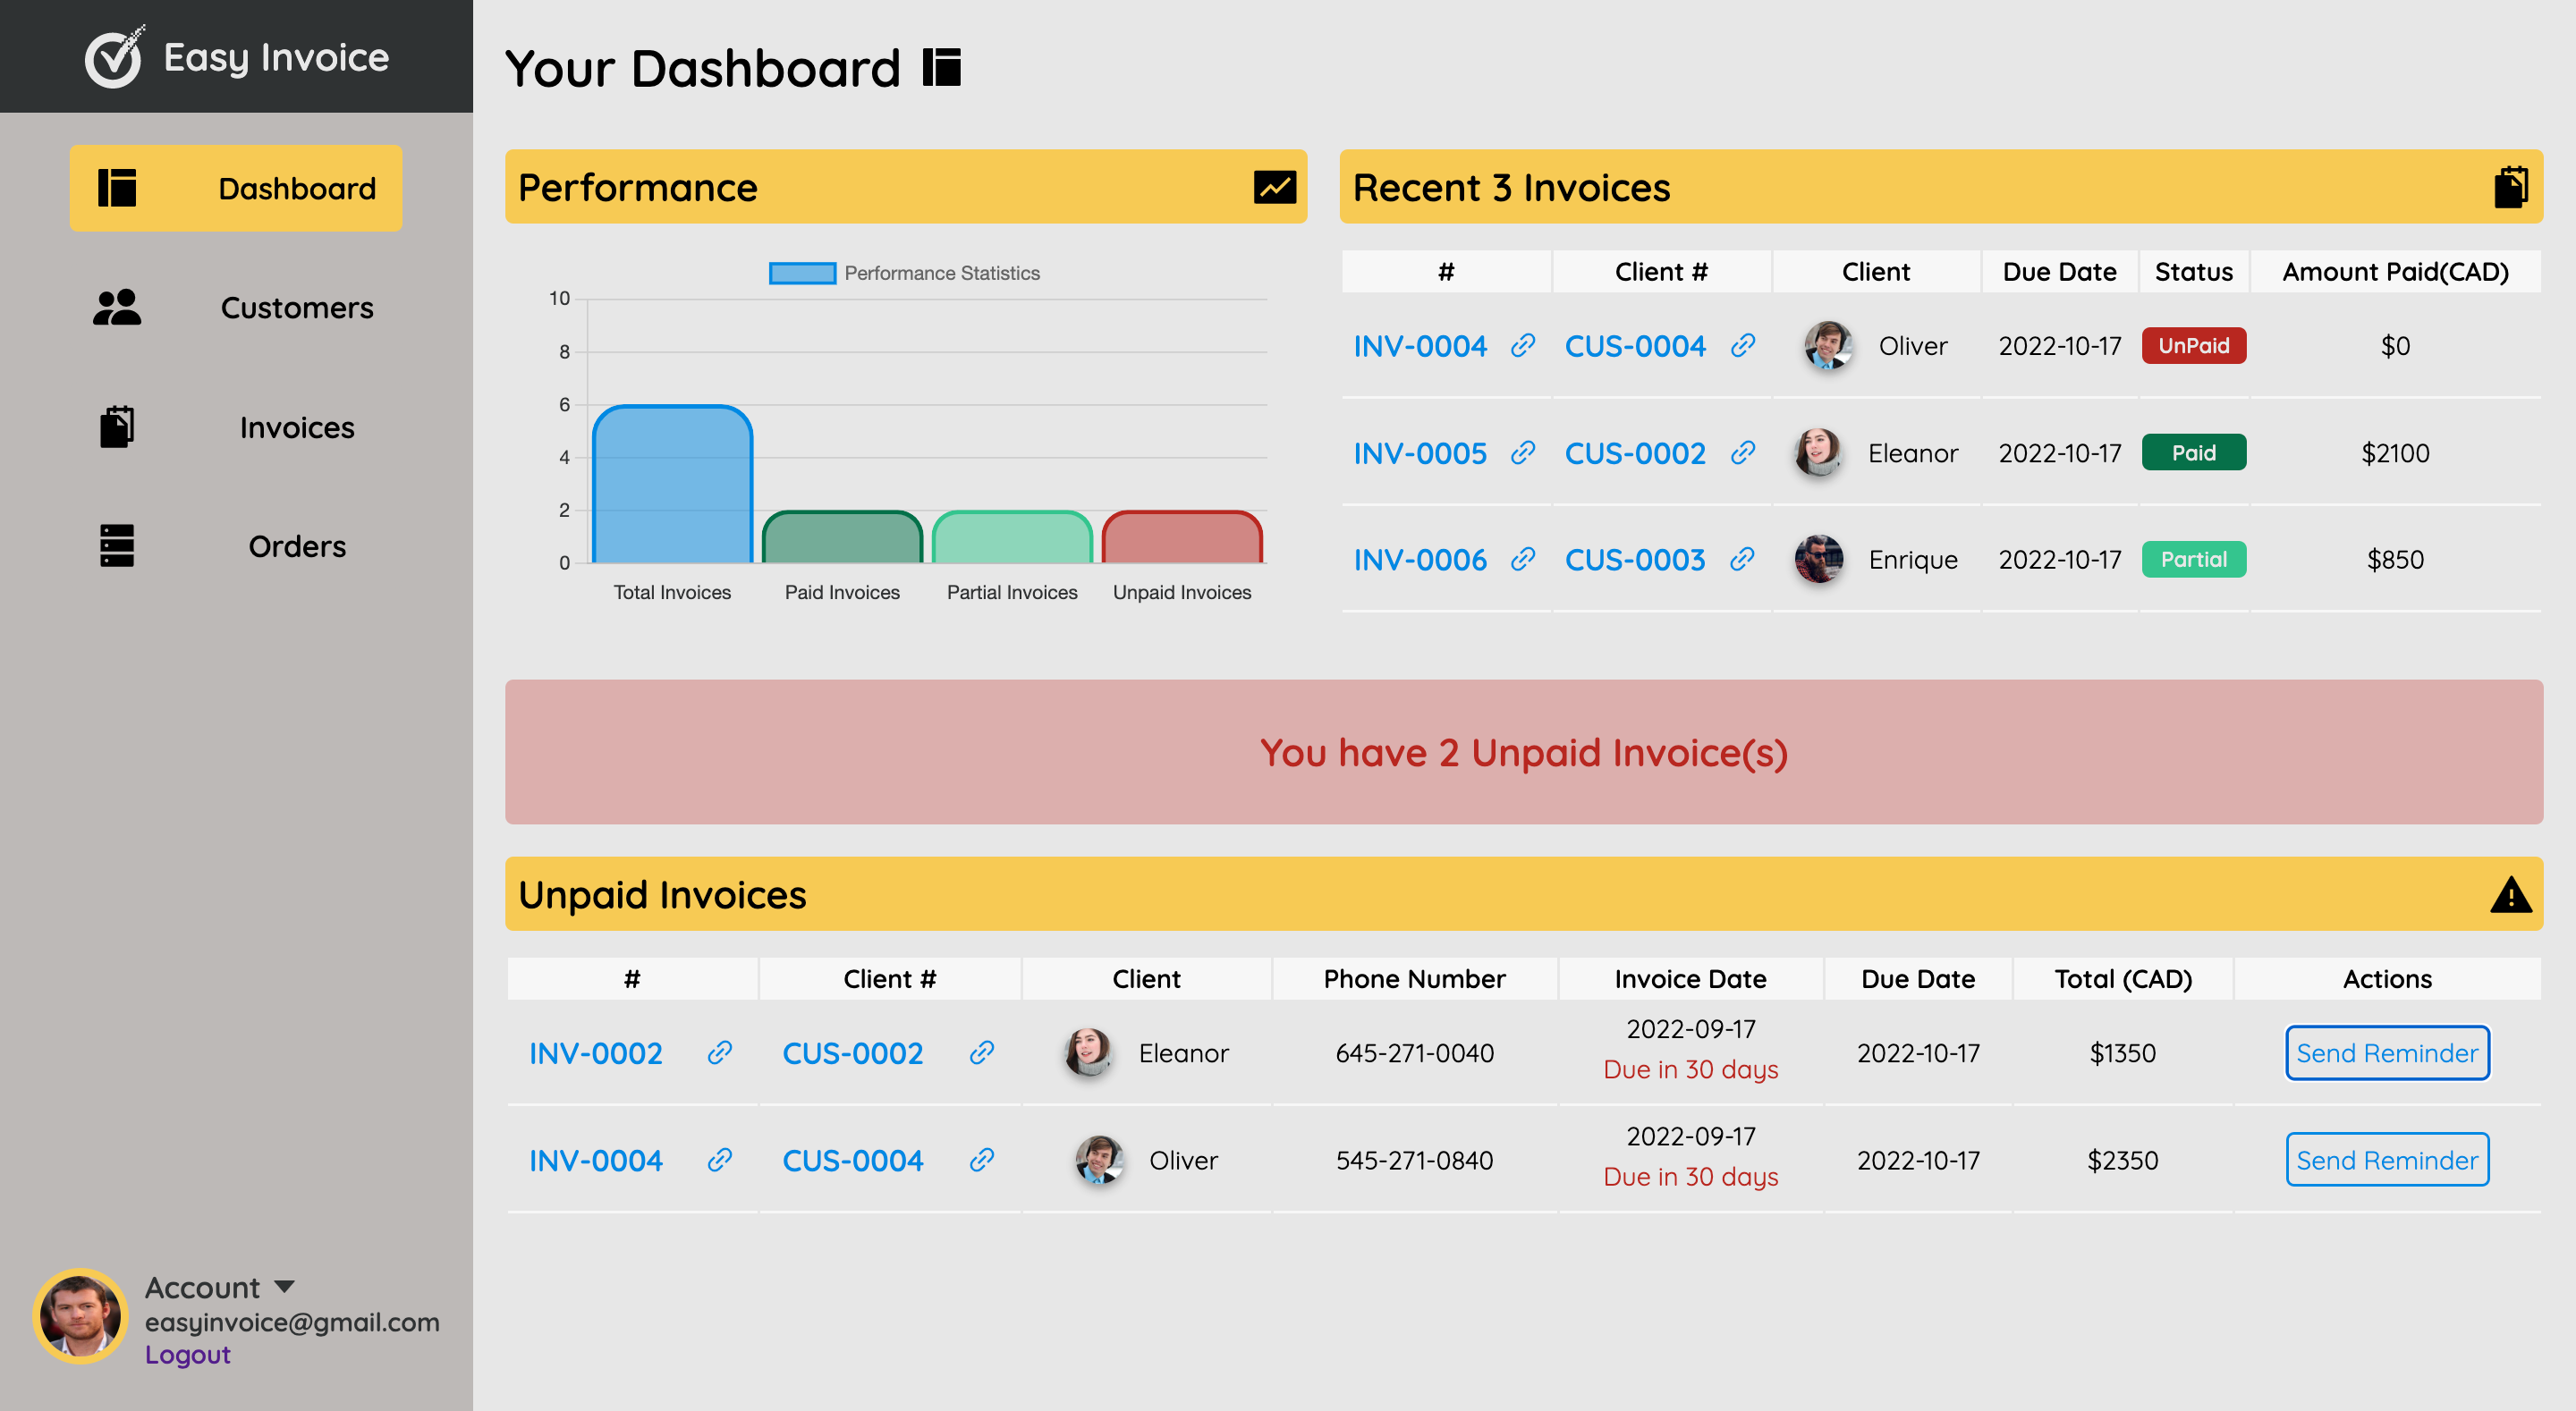 Easy Invoice
Dashboard
Customers
Invoices
Orders
Account
easyinvoice@gmail.com
Logout
Your Dashboard
Performance
Performance Statistics
10
8
6
4
2
0
Total Invoices Paid Invoices Partial Invoices Unpaid Invoices
Recent 3 Invoices
# Client # Client Due Date Status Amount Paid(CAD)
INV-0004 CUS-0004 Oliver 2022-10-17 UnPaid $0
INV-0005 CUS-0002 Eleanor 2022-10-17 Paid $2100
INV-0006 CUS-0003 Enrique 2022-10-17 Partial $850
You have 2 Unpaid Invoice(s)
Unpaid Invoices
# Client # Client Phone Number Invoice Date Due Date Total (CAD) Actions
INV-0002 CUS-0002 Eleanor 645-271-0040 2022-09-17 2022-10-17 $1350 Send Reminder
Due in 30 days
INV-0004 CUS-0004 Oliver 545-271-0840 2022-09-17 2022-10-17 $2350 Send Reminder
Due in 30 days